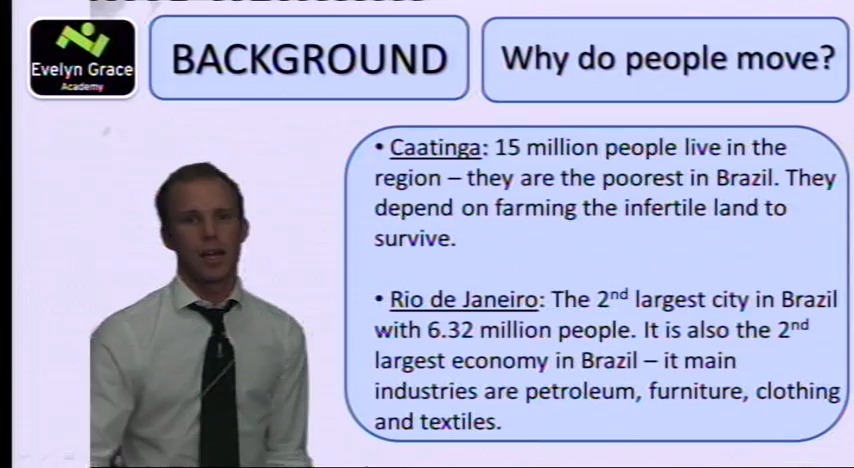 Evelyn Grace
Academy
BACKGROUND
Why do people move?
• Caatinga: 15 million people live in the
region – they are the poorest in Brazil. They
depend on farming the infertile land to
survive.
• Rio de Janeiro: The 2nd largest city in Brazil
with 6.32 million people. It is also the 2nd
largest economy in Brazil – it main
industries are petroleum, furniture, clothing
and textiles.